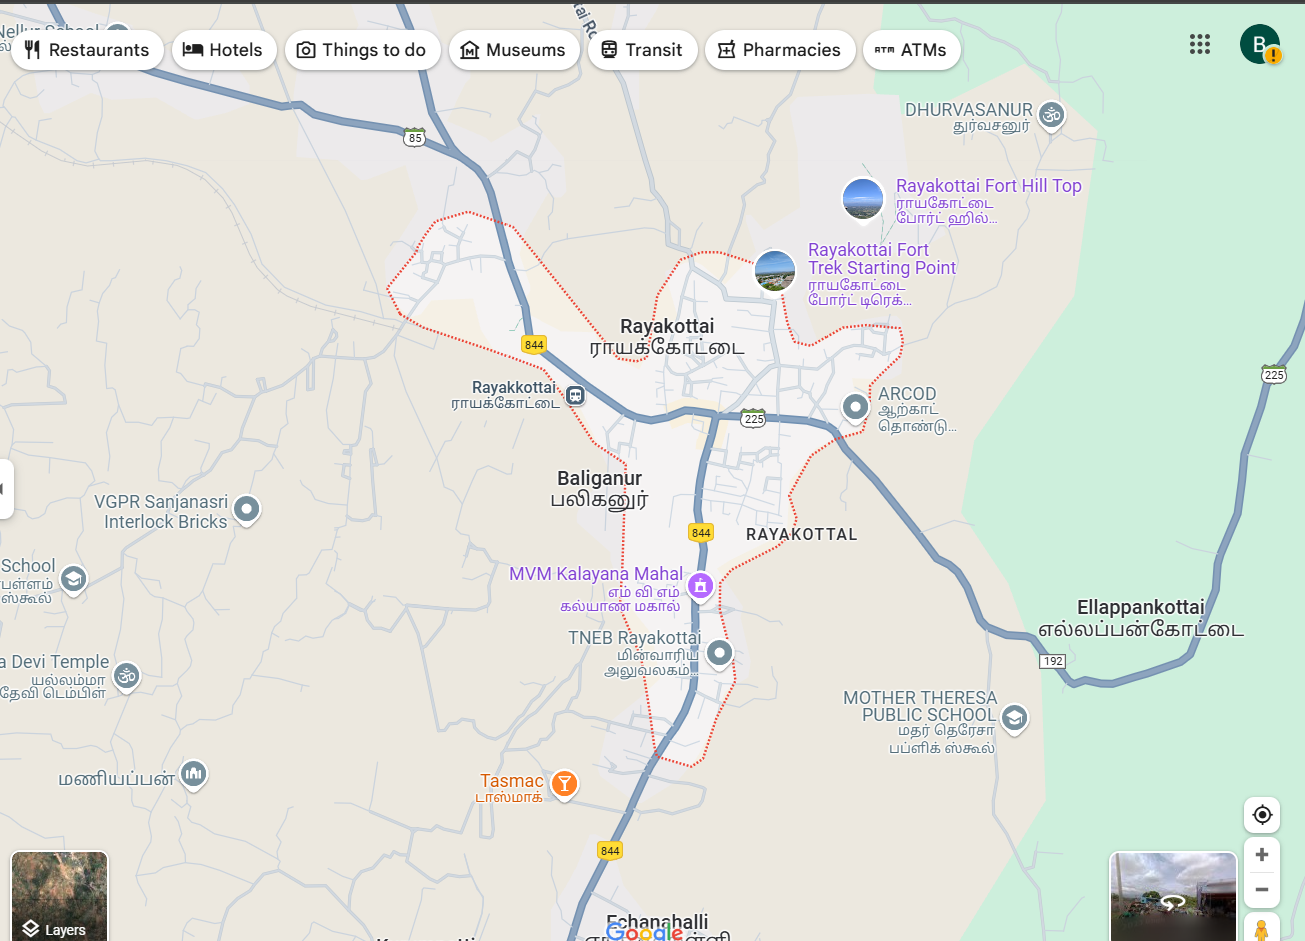 Nellur School
Restaurants
Hotels
Things to do
Museums
Transit
Pharmacies
ATMs
B
85
DHURVASANUR
துர்வசனுர்
Rayakottai Fort Hill Top
ராயகோட்டை
போர்ட் ஹில்...
Rayakottai Fort
Trek Starting Point
ராயகோட்டை
போர்ட் டிரெக்...
Rayakottai
ராயக்கோட்டை
844
Rayakkottai
ராயக்கோட்டை
225
225
ARCOD
ஆற்காட்
தொண்டு...
Baliganur
பலிகனுர்
VGPR Sanjanasri
Interlock Bricks
844
RAYAKOTTAL
School
பள்ளம்
ஸ்கூல்
MVM Kalayana Mahal
எம் வி எம்
கல்யாண் மகால்
Ellappankottai
எல்லப்பன்கோட்டை
TNEB Rayakottai
மின்வாரிய
அலுவலகம்...
192
a Devi Temple
யல்லம்மா
தேவி டெம்பிள்
MOTHER THERESA
PUBLIC SCHOOL
மதர் தெரேசா
பப்ளிக் ஸ்கூல்
மணியப்பன்
Tasmac
டாஸ்மாக்
844
Layers
Echanahalli
Google